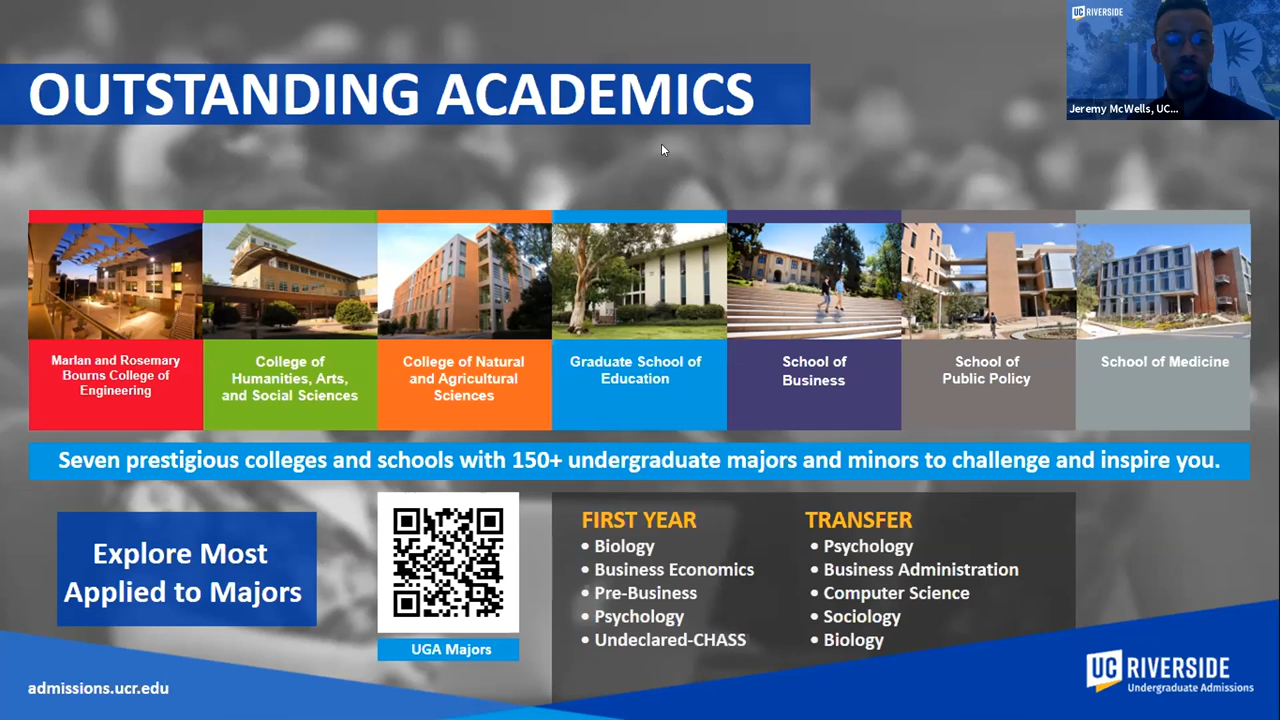 UC RIVERSIDE
OUTSTANDING ACADEMICS
Jeremy McWells, UC...
Marlan and Rosemary
Bourns College of
Engineering
College of
Humanities, Arts,
and Social Sciences
College of Natural
and Agricultural
Sciences
Graduate School of
Education
School of
Business
School of
Public Policy
School of Medicine
Seven prestigious colleges and schools with 150+ undergraduate majors and minors to challenge and inspire you.
Explore Most
Applied to Majors
UGA Majors
FIRST YEAR
• Biology
• Business Economics
• Pre-Business
• Psychology
• Undeclared-CHASS
TRANSFER
• Psychology
• Business Administration
• Computer Science
• Sociology
• Biology
admissions.ucr.edu
UC RIVERSIDE
Undergraduate Admissions